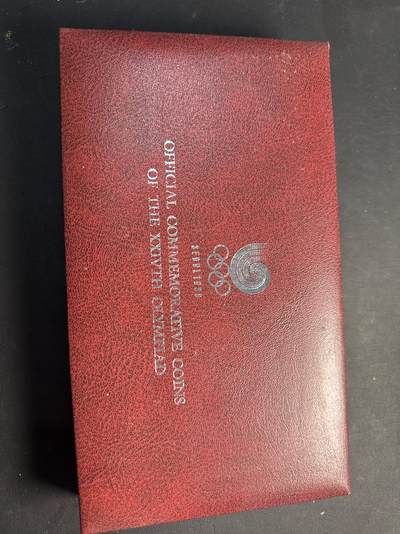 SEOUL 1988
OFFICIAL COMMEMORATIVE COINS
OF THE XXIVTH OLYMPIAD